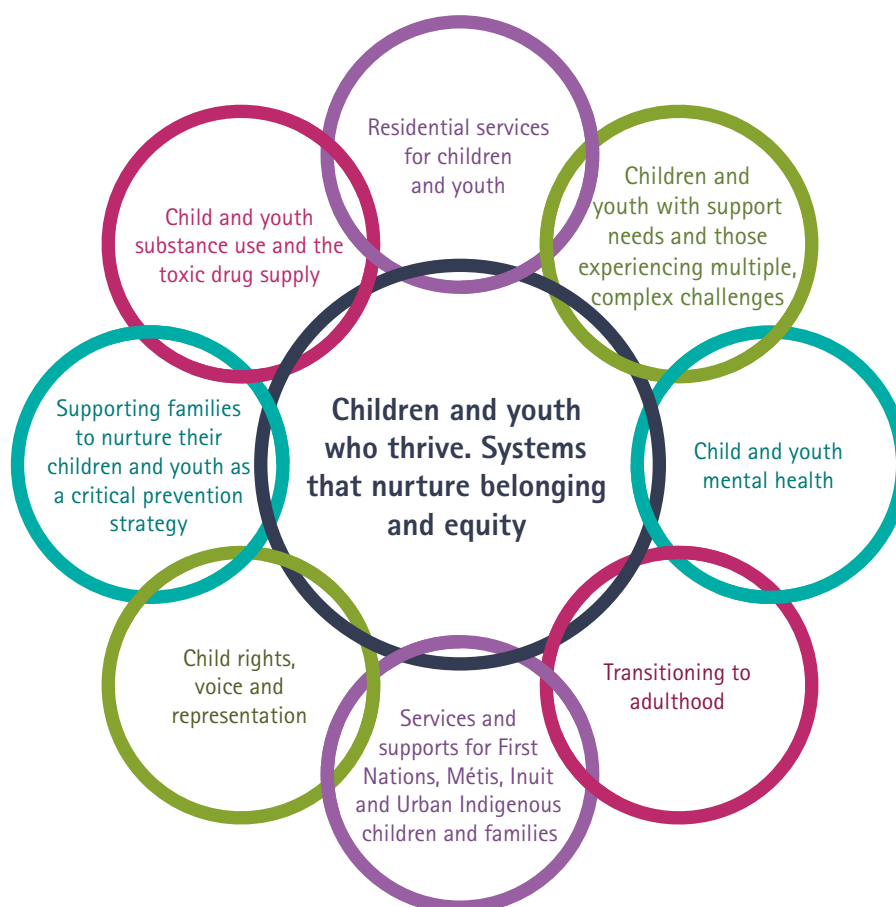 Residential services
for children
and youth
Children and
youth with support
needs and those
experiencing multiple,
complex challenges
Child and youth
substance use and the
toxic drug supply
Supporting families
to nurture their
children and youth as
a critical prevention
strategy
Children and youth
who thrive. Systems
that nurture belonging
and equity
Child and youth
mental health
Child rights,
voice and
representation
Transitioning to
adulthood
Services and
supports for First
Nations, Métis, Inuit
and Urban Indigenous
children and families